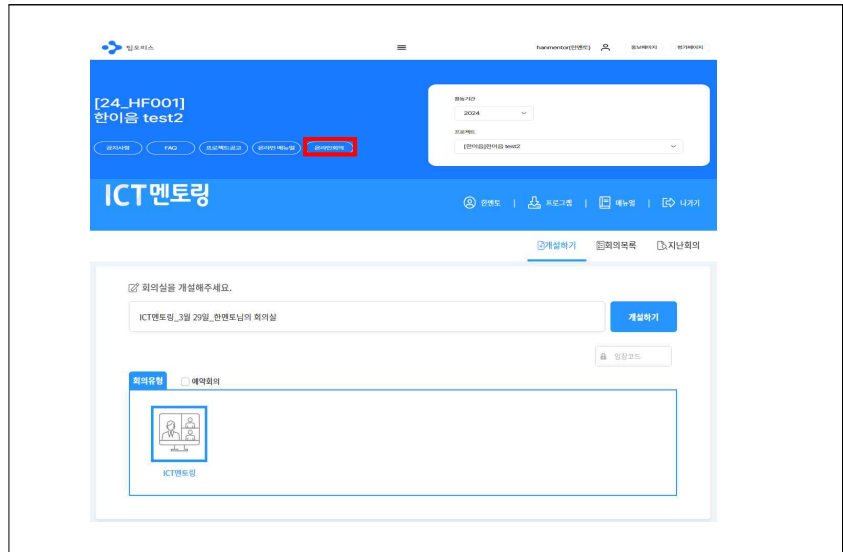 팀오피스
hanmentor(한멘토)
홍보페이지
평가페이지
[24_HF001]
한이음 test2
공지사항
FAQ
프로젝트공고
온라인 매뉴얼
온라인회의
활동기간
2024
프로젝트
[한이음]한이음 test2
ICT멘토링
한멘토 | 프로그램 | 메뉴얼 | 나가기
개설하기 회의목록 지난회의
회의실을 개설해주세요.
ICT멘토링_3월 29일_한멘토님의 회의실
개설하기
입장코드
회의유형
예약회의
ICT멘토링